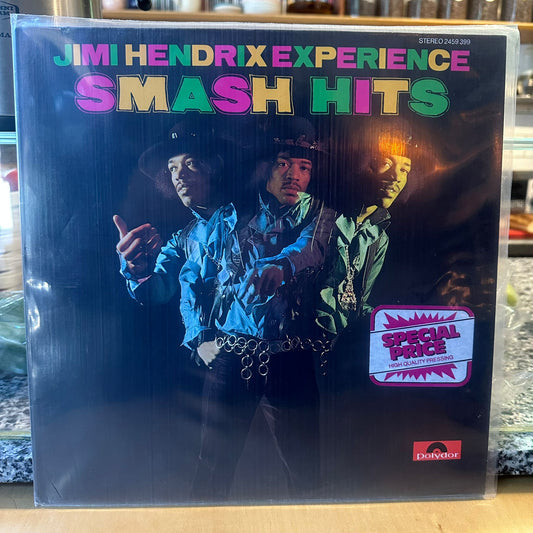 STEREO 2459 399
JIMI HENDRIX EXPERIENCE
SMASH HITS
SPECIAL
PRICE
HIGH QUALITY PRESSING
Polydor